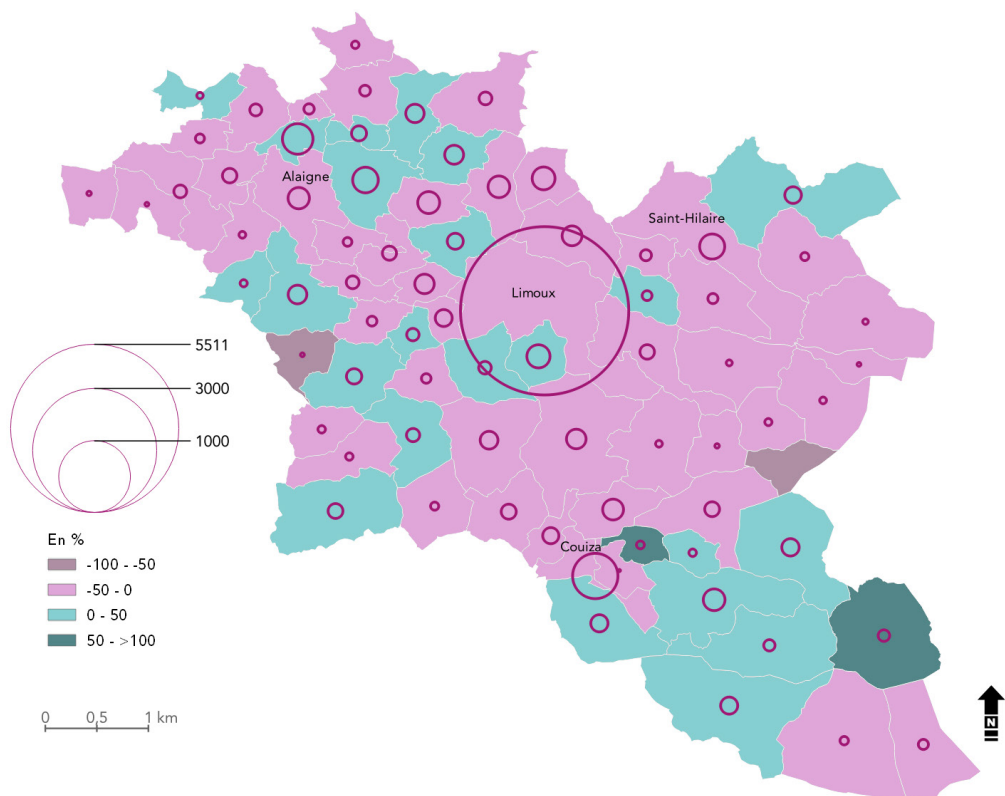 Alaigne
Saint-Hilaire
Limoux
Couiza
5511
3000
1000
En %
-100 - -50
-50 - 0
0 - 50
50 - >100
0 0,5 1 km
N